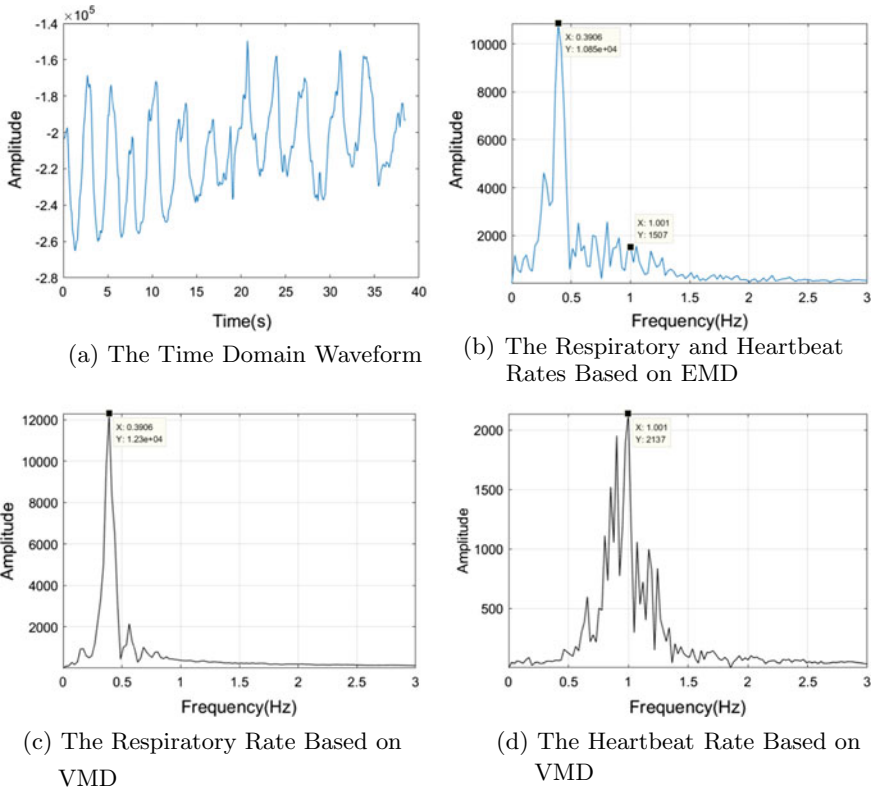 ×10⁵
-1.4
-1.6
-1.8
-2
-2.2
-2.4
-2.6
-2.8
Amplitude
0 5 10 15 20 25 30 35 40
Time(s)
(a) The Time Domain Waveform
10000
8000
6000
4000
2000
Amplitude
X: 0.3906
Y: 1.085e+04
X: 1.001
Y: 1507
0 0.5 1 1.5 2 2.5 3
Frequency(Hz)
(b) The Respiratory and Heartbeat
Rates Based on EMD
12000
10000
8000
6000
4000
2000
Amplitude
X: 0.3906
Y: 1.23e+04
0 0.5 1 1.5 2 2.5 3
Frequency(Hz)
(c) The Respiratory Rate Based on
VMD
2000
1500
1000
500
Amplitude
X: 1.001
Y: 2137
0 0.5 1 1.5 2 2.5 3
Frequency(Hz)
(d) The Heartbeat Rate Based on
VMD